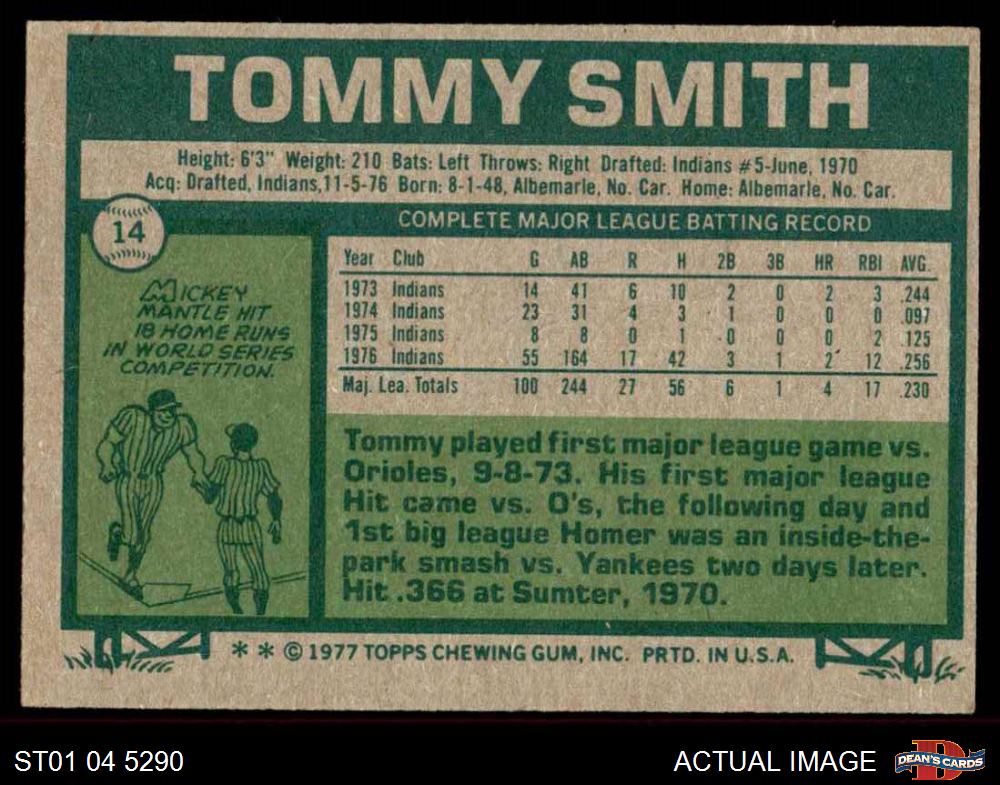 TOMMY SMITH
Height: 6'3" Weight: 210 Bats: Left Throws: Right Drafted: Indians #5-June, 1970
Acq: Drafted, Indians,11-5-76 Born: 8-1-48, Albemarle, No. Car. Home: Albemarle, No. Car.
14
COMPLETE MAJOR LEAGUE BATTING RECORD
Year Club G AB R H 2B 3B HR RBI AVG.
1973 Indians 14 41 6 10 2 0 2 3 .244
1974 Indians 23 31 4 3 1 0 0 0 .097
1975 Indians 8 8 0 1 0 0 0 2 .125
1976 Indians 55 164 17 42 3 1 2 12 .256
Maj. Lea. Totals 100 244 27 56 6 1 4 17 .230
MICKEY
MANTLE HIT
18 HOME RUNS
IN WORLD SERIES
COMPETITION.
Tommy played first major league game vs.
Orioles, 9-8-73. His first major league
Hit came vs. O's, the following day and
1st big league Homer was an inside-the-
park smash vs. Yankees two days later.
Hit .366 at Sumter, 1970.
* * © 1977 TOPPS CHEWING GUM, INC. PRTD. IN U.S.A.
ST01 04 5290
ACTUAL IMAGE
DEAN'S CARDS